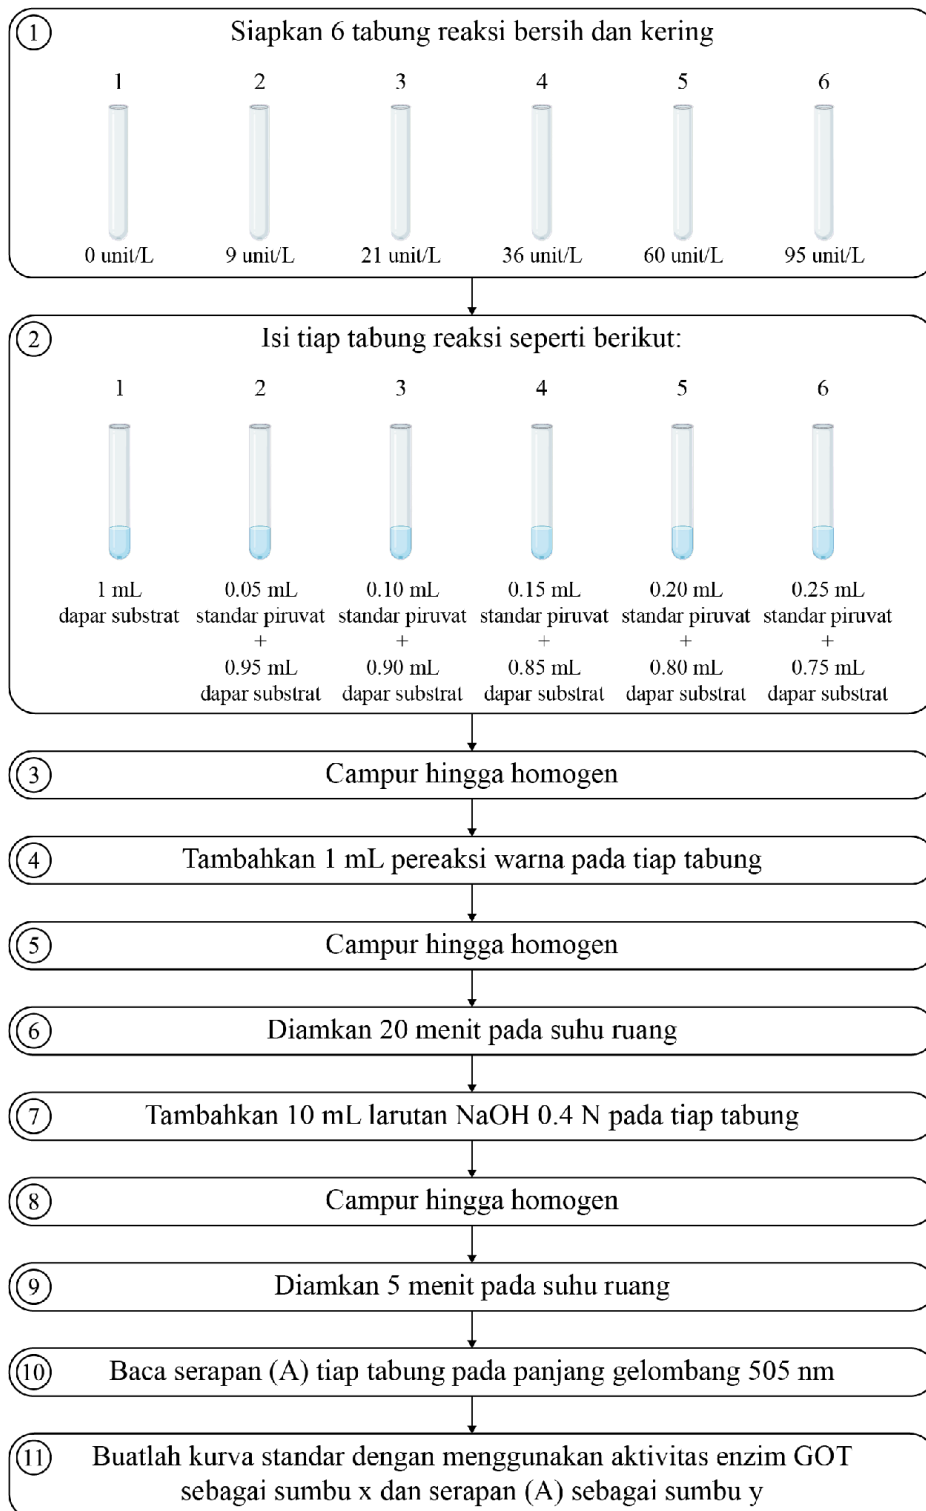 1 Siapkan 6 tabung reaksi bersih dan kering
1 2 3 4 5 6
0 unit/L 9 unit/L 21 unit/L 36 unit/L 60 unit/L 95 unit/L
2 Isi tiap tabung reaksi seperti berikut:
1 2 3 4 5 6
1 mL 0.05 mL 0.10 mL 0.15 mL 0.20 mL 0.25 mL
dapar substrat standar piruvat standar piruvat standar piruvat standar piruvat standar piruvat
+ + + + +
0.95 mL 0.90 mL 0.85 mL 0.80 mL 0.75 mL
dapar substrat dapar substrat dapar substrat dapar substrat dapar substrat
3 Campur hingga homogen
4 Tambahkan 1 mL pereaksi warna pada tiap tabung
5 Campur hingga homogen
6 Diamkan 20 menit pada suhu ruang
7 Tambahkan 10 mL larutan NaOH 0.4 N pada tiap tabung
8 Campur hingga homogen
9 Diamkan 5 menit pada suhu ruang
10 Baca serapan (A) tiap tabung pada panjang gelombang 505 nm
11 Buatlah kurva standar dengan menggunakan aktivitas enzim GOT
sebagai sumbu x dan serapan (A) sebagai sumbu y